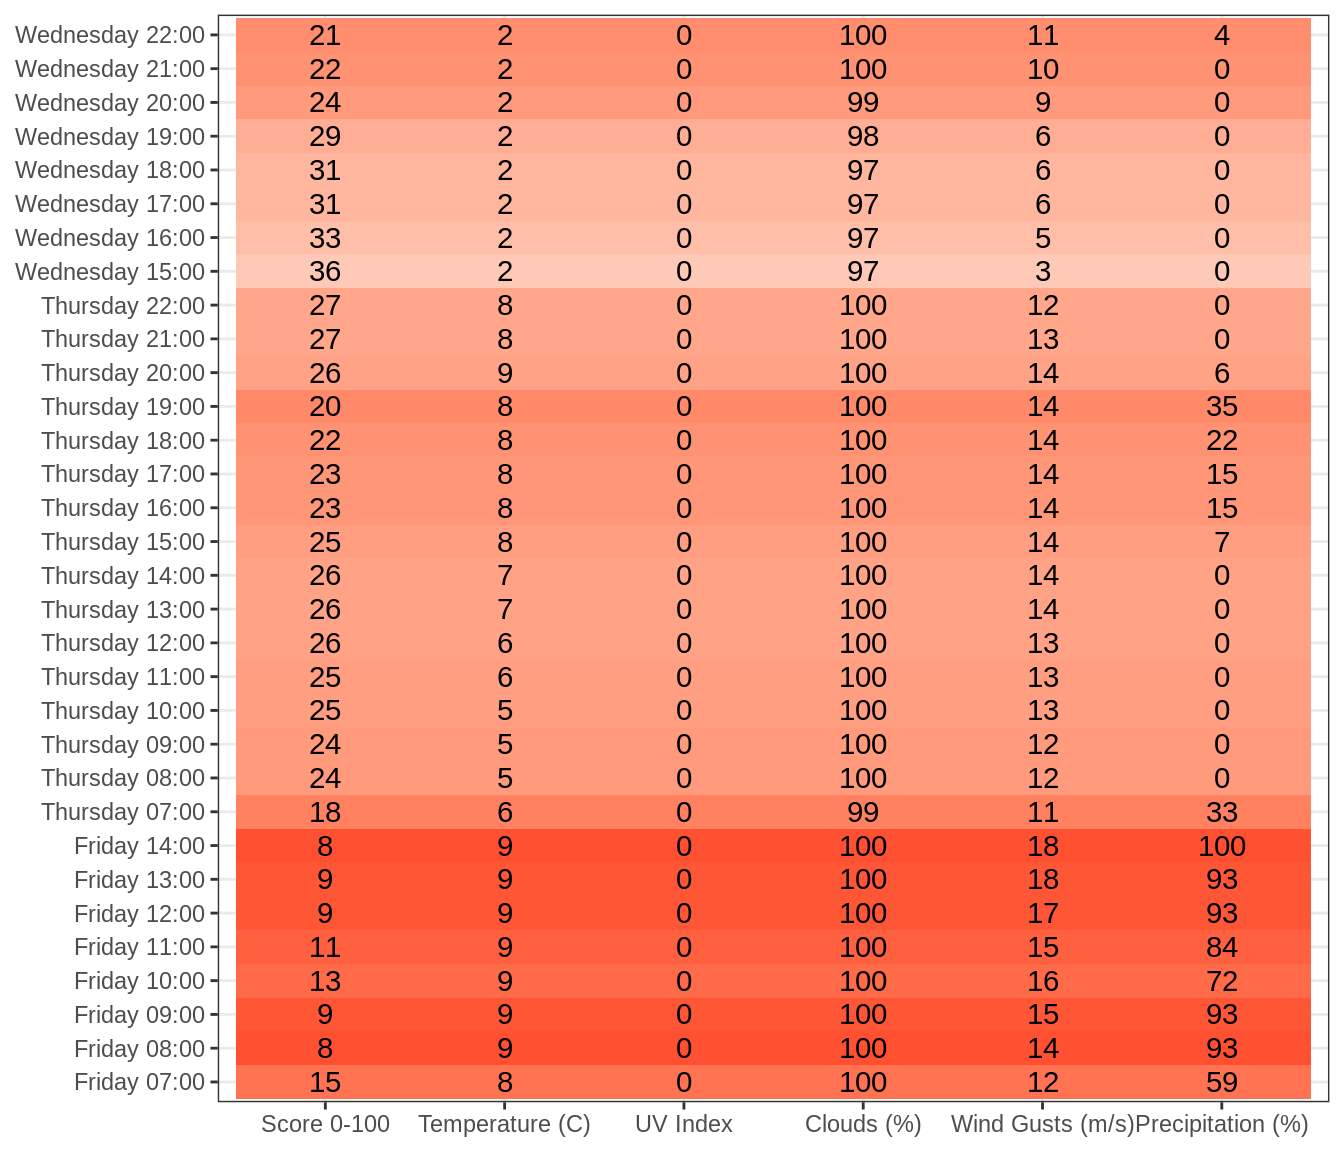 Wednesday 22:00 21 2 0 100 11 4
Wednesday 21:00 22 2 0 100 10 0
Wednesday 20:00 24 2 0 99 9 0
Wednesday 19:00 29 2 0 98 6 0
Wednesday 18:00 31 2 0 97 6 0
Wednesday 17:00 31 2 0 97 6 0
Wednesday 16:00 33 2 0 97 5 0
Wednesday 15:00 36 2 0 97 3 0
Thursday 22:00 27 8 0 100 12 0
Thursday 21:00 27 8 0 100 13 0
Thursday 20:00 26 9 0 100 14 6
Thursday 19:00 20 8 0 100 14 35
Thursday 18:00 22 8 0 100 14 22
Thursday 17:00 23 8 0 100 14 15
Thursday 16:00 23 8 0 100 14 15
Thursday 15:00 25 8 0 100 14 7
Thursday 14:00 26 7 0 100 14 0
Thursday 13:00 26 7 0 100 14 0
Thursday 12:00 26 6 0 100 13 0
Thursday 11:00 25 6 0 100 13 0
Thursday 10:00 25 5 0 100 13 0
Thursday 09:00 24 5 0 100 12 0
Thursday 08:00 24 5 0 100 12 0
Thursday 07:00 18 6 0 99 11 33
Friday 14:00 8 9 0 100 18 100
Friday 13:00 9 9 0 100 18 93
Friday 12:00 9 9 0 100 17 93
Friday 11:00 11 9 0 100 15 84
Friday 10:00 13 9 0 100 16 72
Friday 09:00 9 9 0 100 15 93
Friday 08:00 8 9 0 100 14 93
Friday 07:00 15 8 0 100 12 59
Score 0-100 Temperature (C) UV Index Clouds (%) Wind Gusts (m/s) Precipitation (%)